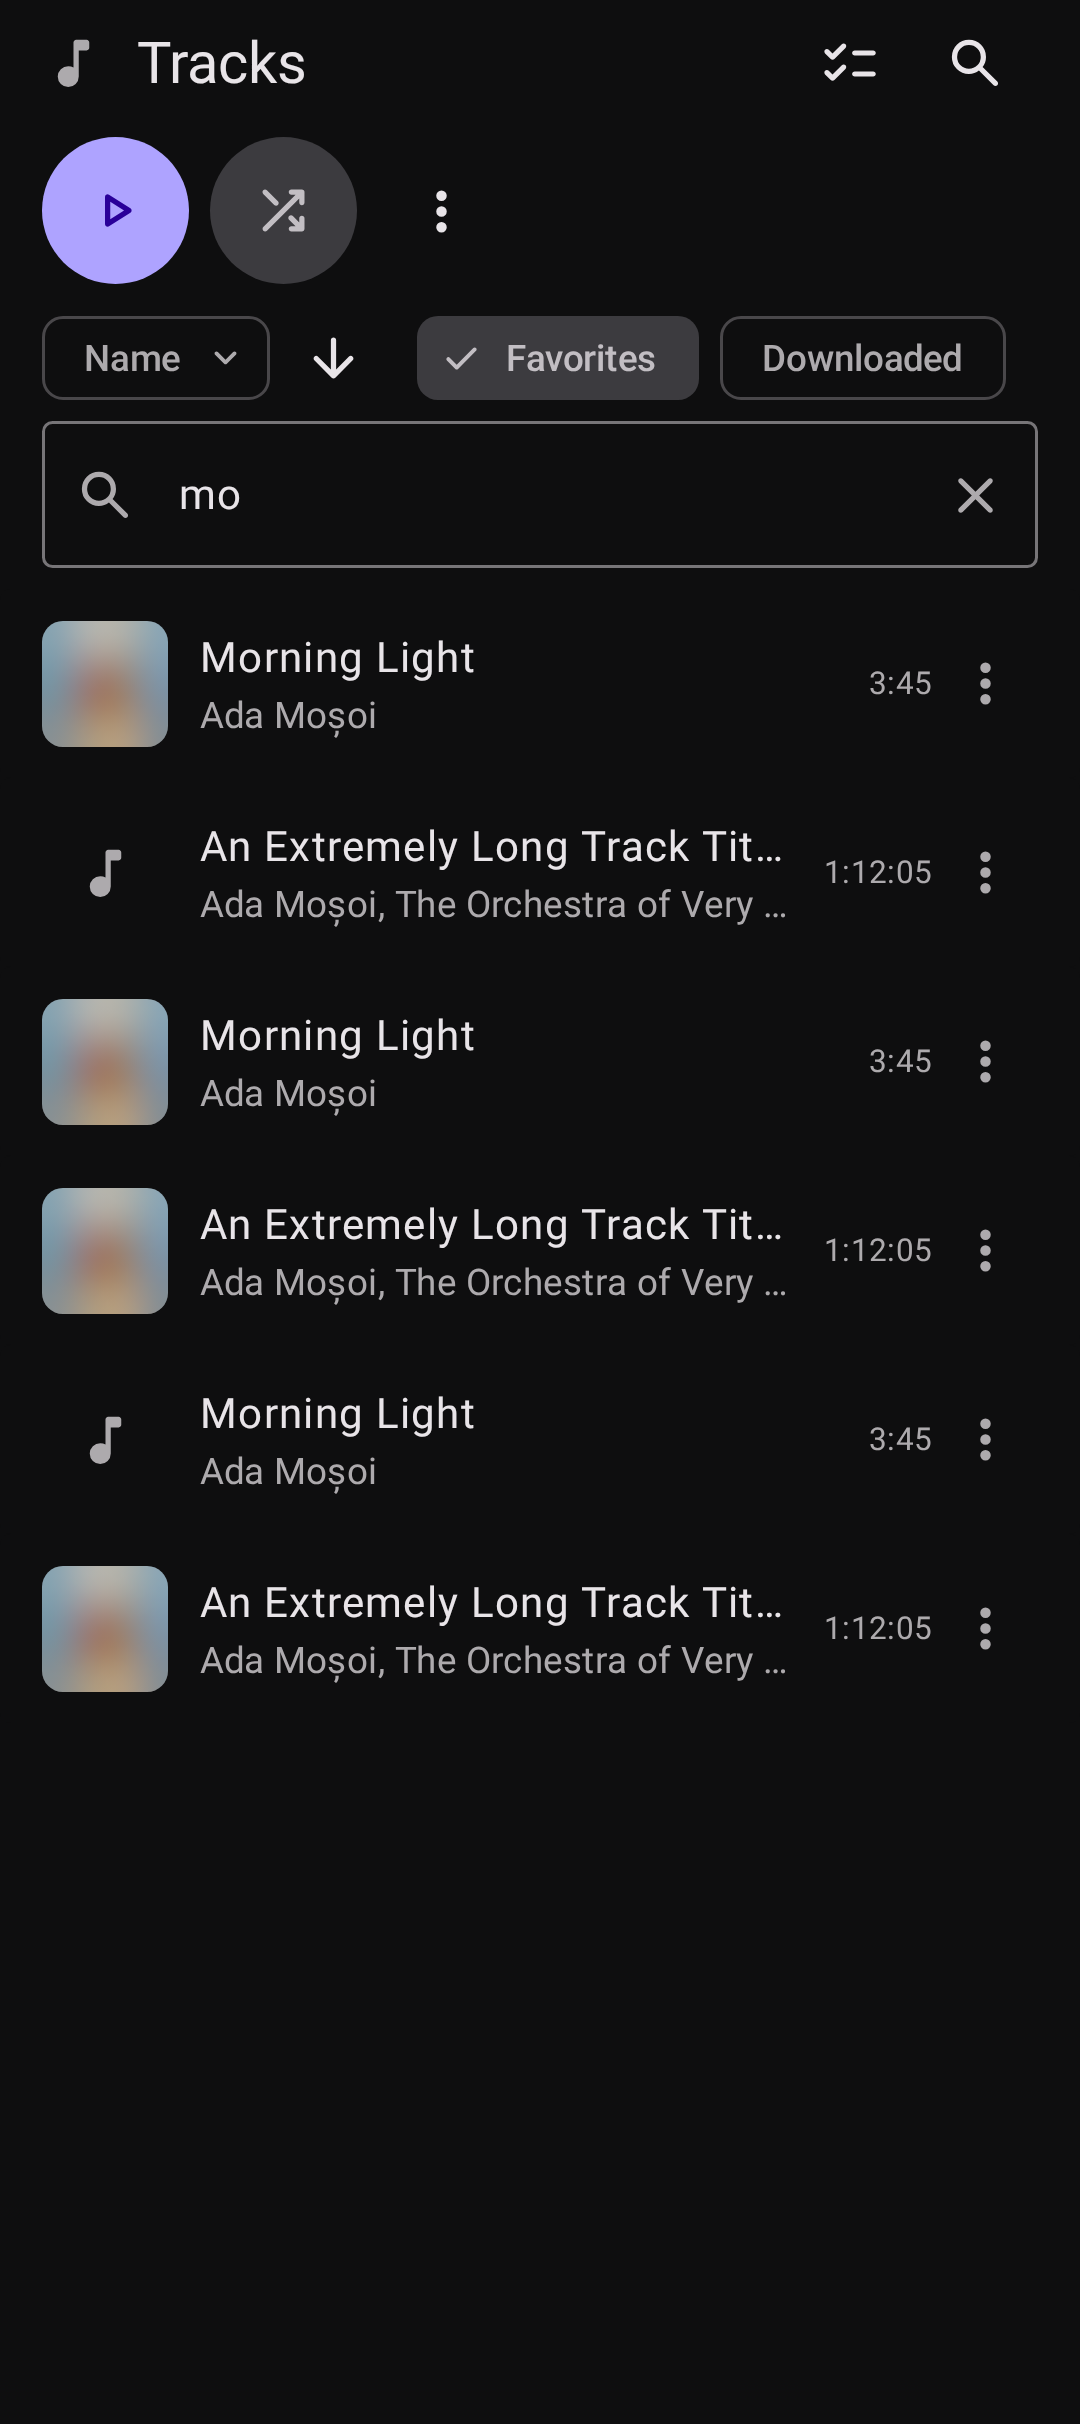 Tracks
Name
Favorites
Downloaded
mo
Morning Light
3:45
Ada Moșoi
An Extremely Long Track Tit…
1:12:05
Ada Moșoi, The Orchestra of Very …
Morning Light
3:45
Ada Moșoi
An Extremely Long Track Tit…
1:12:05
Ada Moșoi, The Orchestra of Very …
Morning Light
3:45
Ada Moșoi
An Extremely Long Track Tit…
1:12:05
Ada Moșoi, The Orchestra of Very …